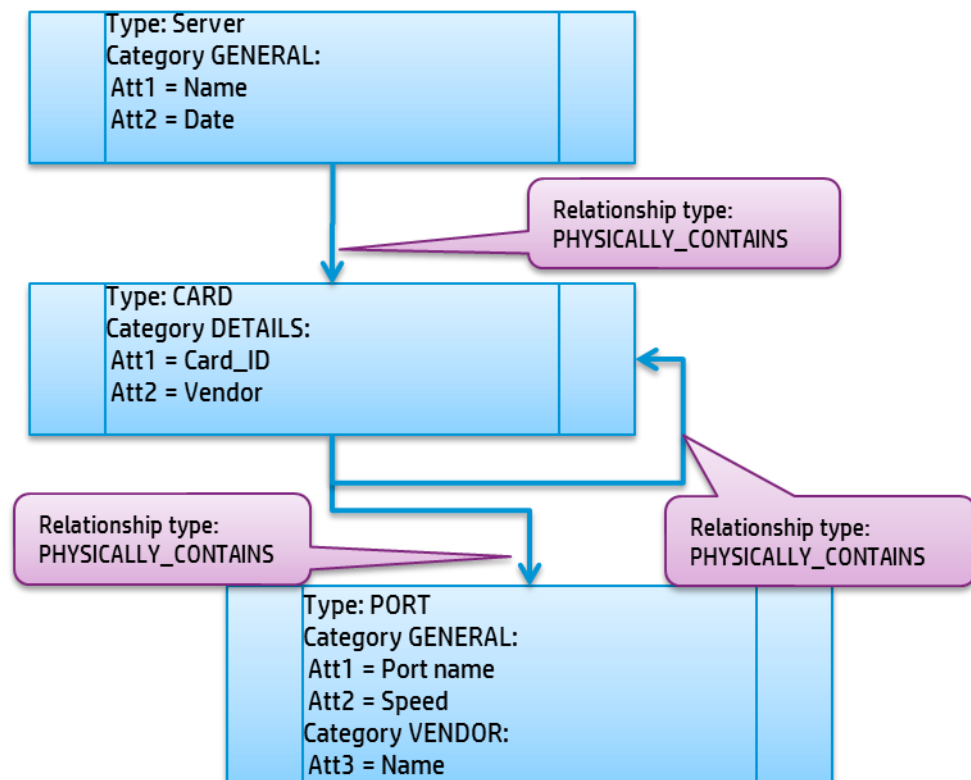 Type: Server
Category GENERAL:
Att1 = Name
Att2 = Date
Relationship type:
PHYSICALLY_CONTAINS
Type: CARD
Category DETAILS:
Att1 = Card_ID
Att2 = Vendor
Relationship type:
PHYSICALLY_CONTAINS
Relationship type:
PHYSICALLY_CONTAINS
Type: PORT
Category GENERAL:
Att1 = Port name
Att2 = Speed
Category VENDOR:
Att3 = Name